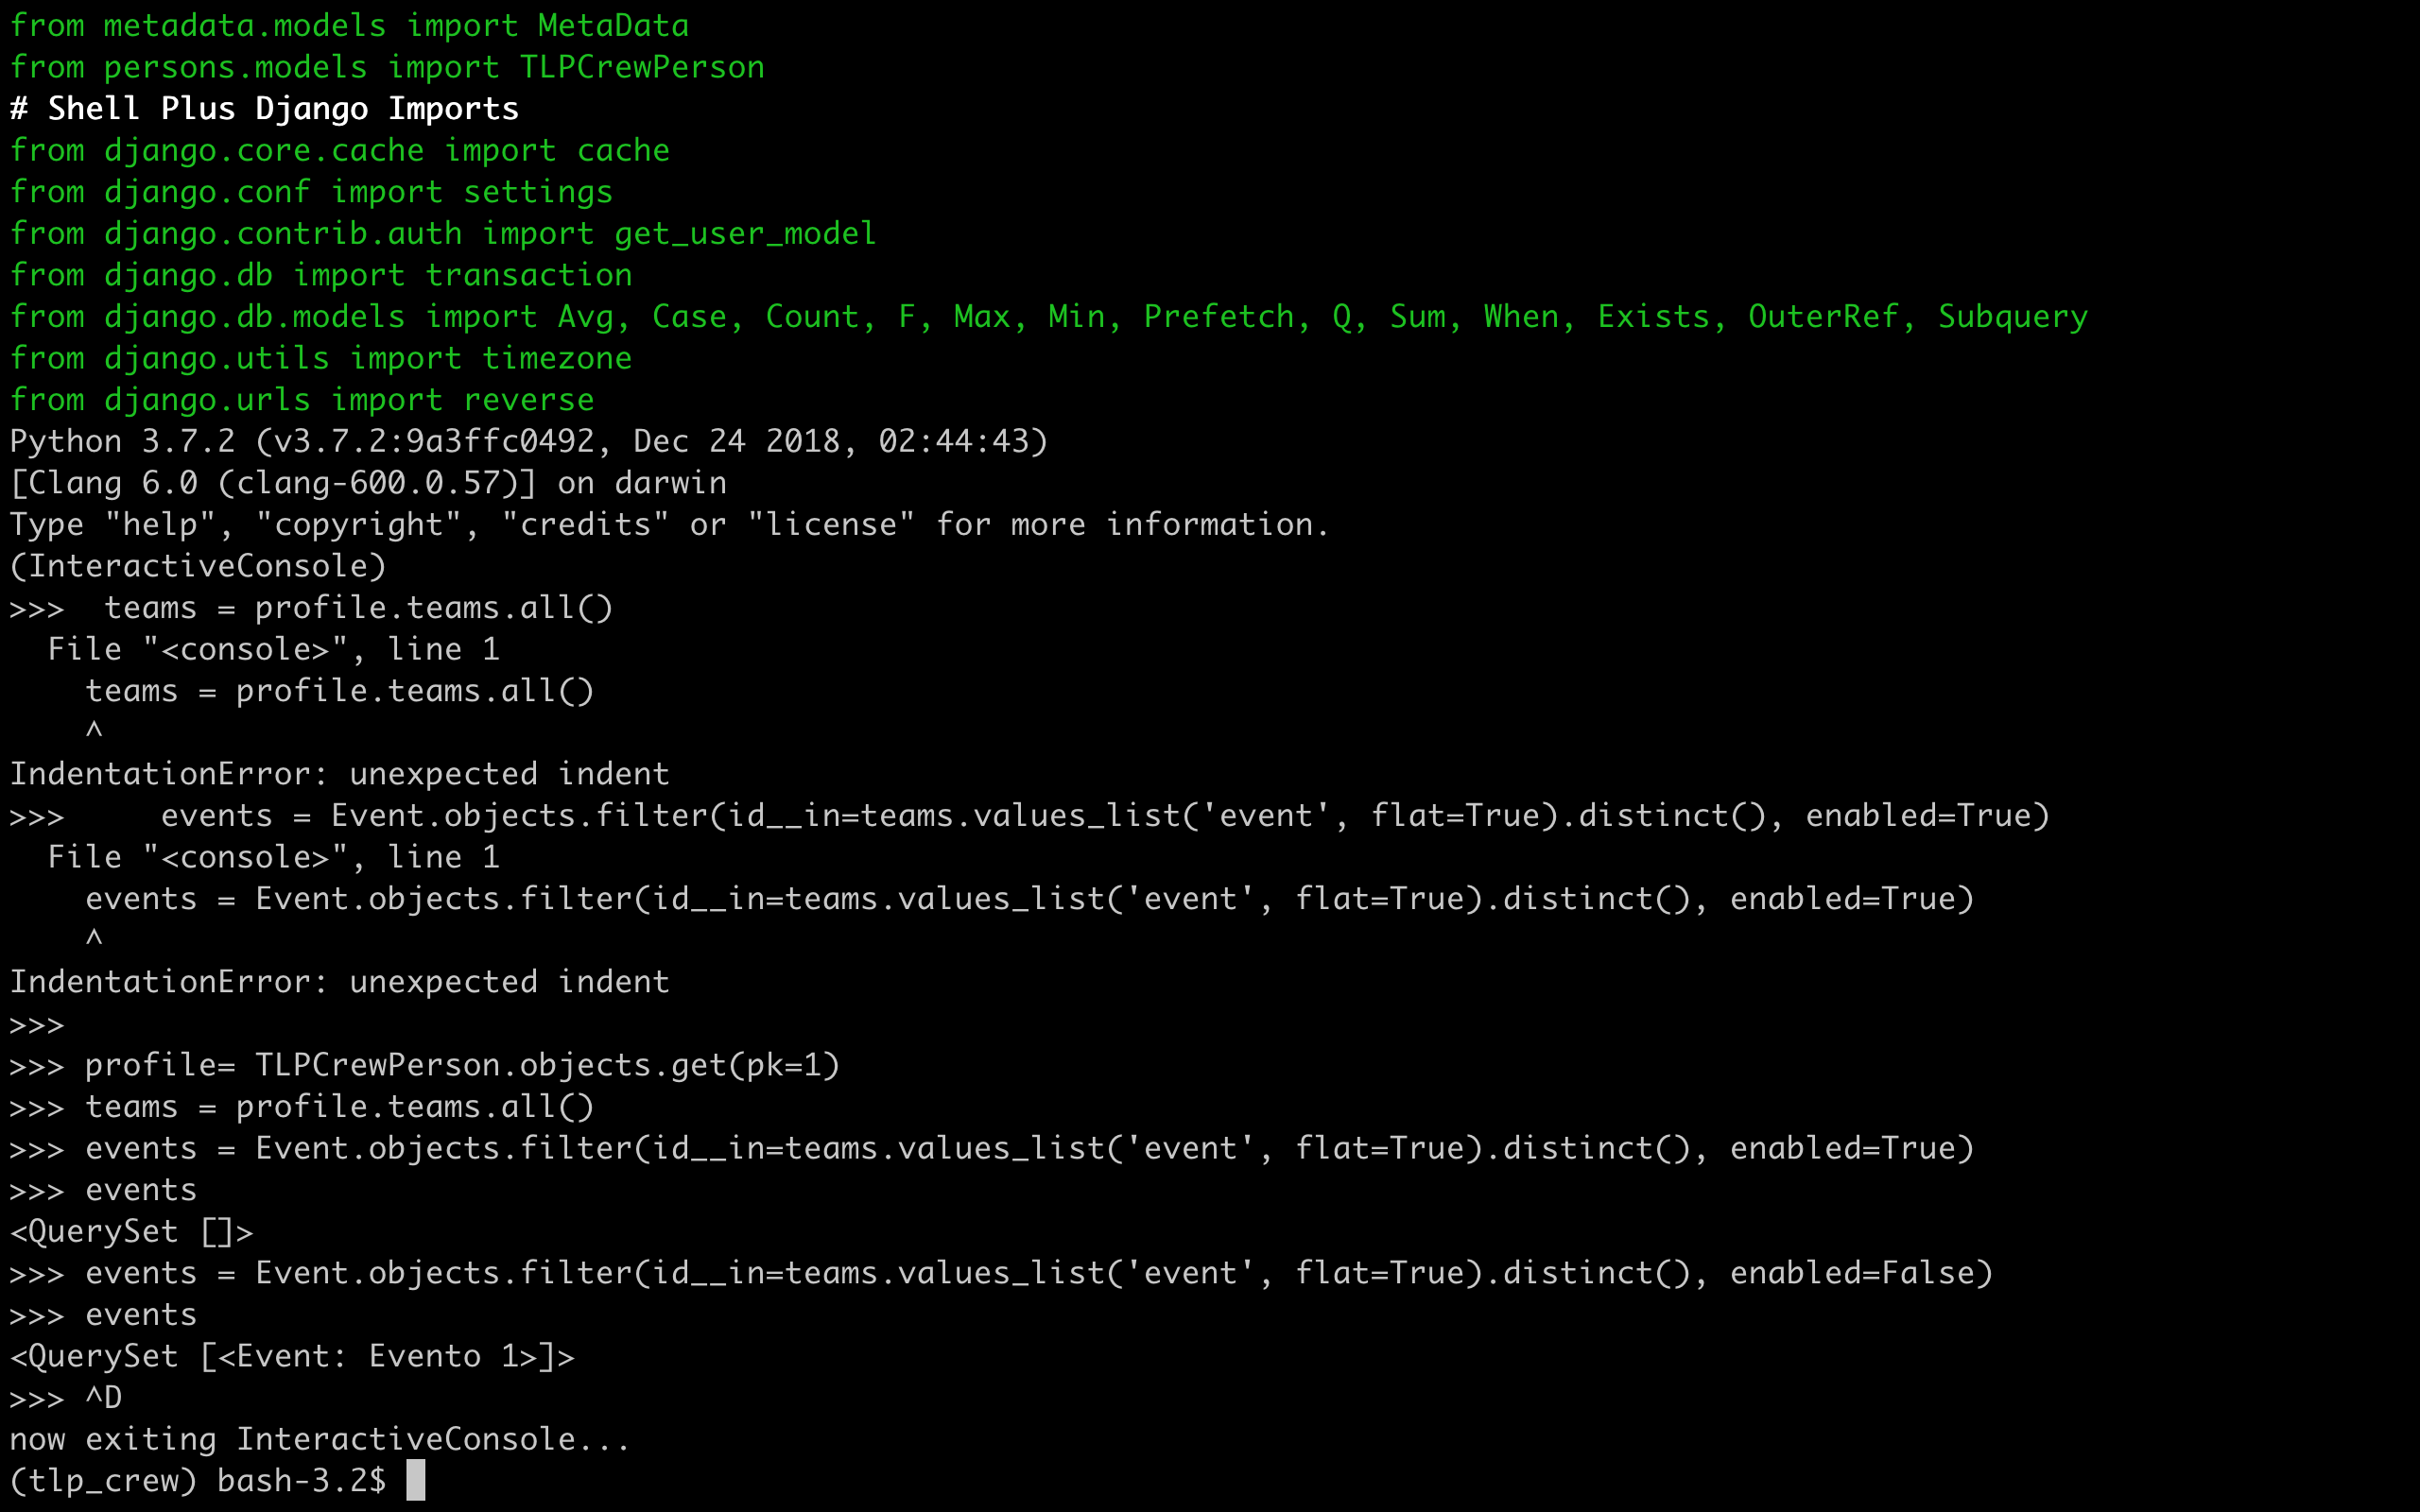 from metadata.models import MetaData
from persons.models import TLPCrewPerson
# Shell Plus Django Imports
from django.core.cache import cache
from django.conf import settings
from django.contrib.auth import get_user_model
from django.db import transaction
from django.db.models import Avg, Case, Count, F, Max, Min, Prefetch, Q, Sum, When, Exists, OuterRef, Subquery
from django.utils import timezone
from django.urls import reverse
Python 3.7.2 (v3.7.2:9a3ffc0492, Dec 24 2018, 02:44:43)
[Clang 6.0 (clang-600.0.57)] on darwin
Type "help", "copyright", "credits" or "license" for more information.
(InteractiveConsole)
>>>  teams = profile.teams.all()
  File "<console>", line 1
    teams = profile.teams.all()
    ^
IndentationError: unexpected indent
>>>     events = Event.objects.filter(id__in=teams.values_list('event', flat=True).distinct(), enabled=True)
  File "<console>", line 1
    events = Event.objects.filter(id__in=teams.values_list('event', flat=True).distinct(), enabled=True)
    ^
IndentationError: unexpected indent
>>>
>>> profile= TLPCrewPerson.objects.get(pk=1)
>>> teams = profile.teams.all()
>>> events = Event.objects.filter(id__in=teams.values_list('event', flat=True).distinct(), enabled=True)
>>> events
<QuerySet []>
>>> events = Event.objects.filter(id__in=teams.values_list('event', flat=True).distinct(), enabled=False)
>>> events
<QuerySet [<Event: Evento 1>]>
>>> ^D
now exiting InteractiveConsole...
(tlp_crew) bash-3.2$